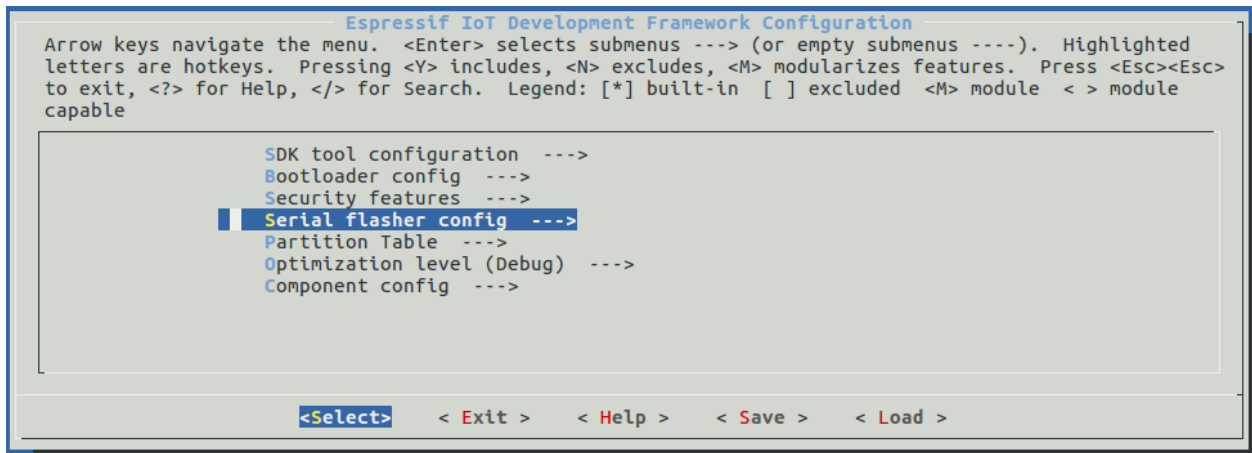 Espressif IoT Development Framework Configuration
Arrow keys navigate the menu.  <Enter> selects submenus ---> (or empty submenus ----).  Highlighted
letters are hotkeys.  Pressing <Y> includes, <N> excludes, <M> modularizes features.  Press <Esc><Esc>
to exit, <?> for Help, </> for Search.  Legend: [*] built-in  [ ] excluded  <M> module  < > module
capable
SDK tool configuration  --->
Bootloader config  --->
Security features  --->
Serial flasher config  --->
Partition Table  --->
Optimization level (Debug)  --->
Component config  --->
<Select>    < Exit >    < Help >    < Save >    < Load >